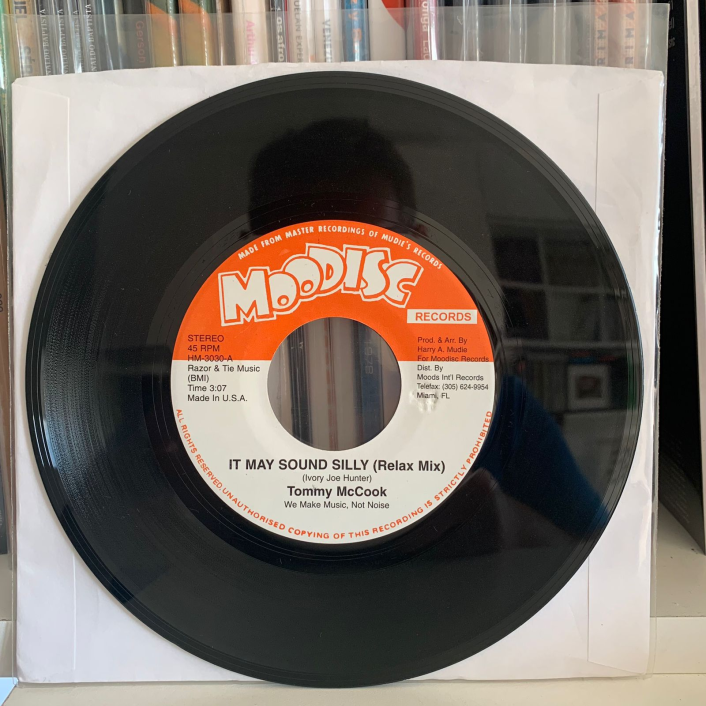 MADE FROM MASTER RECORDINGS OF MUDIE'S RECORDS
MOODISC
RECORDS
STEREO
45 RPM
HM-3030-A
Razor & Tie Music
(BMI)
Time 3:07
Made In U.S.A.
Prod. & Arr. By
Harry A. Mudie
For Moodisc Records
Dist. By
Moods Int'l Records
Telefax: (305) 624-9954
Miami, FL
IT MAY SOUND SILLY (Relax Mix)
(Ivory Joe Hunter)
Tommy McCook
We Make Music, Not Noise
ALL RIGHTS RESERVED. UNAUTHORISED COPYING OF THIS RECORDING IS STRICTLY PROHIBITED